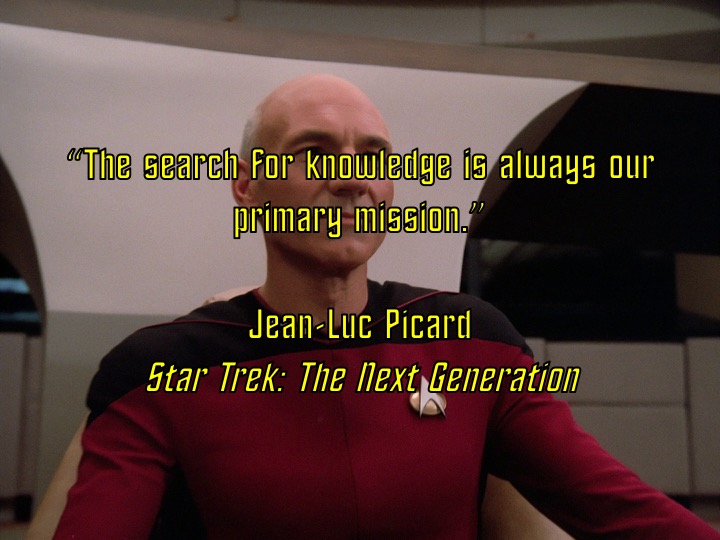 “The search for knowledge is always our
primary mission.”
Jean-Luc Picard
Star Trek: The Next Generation